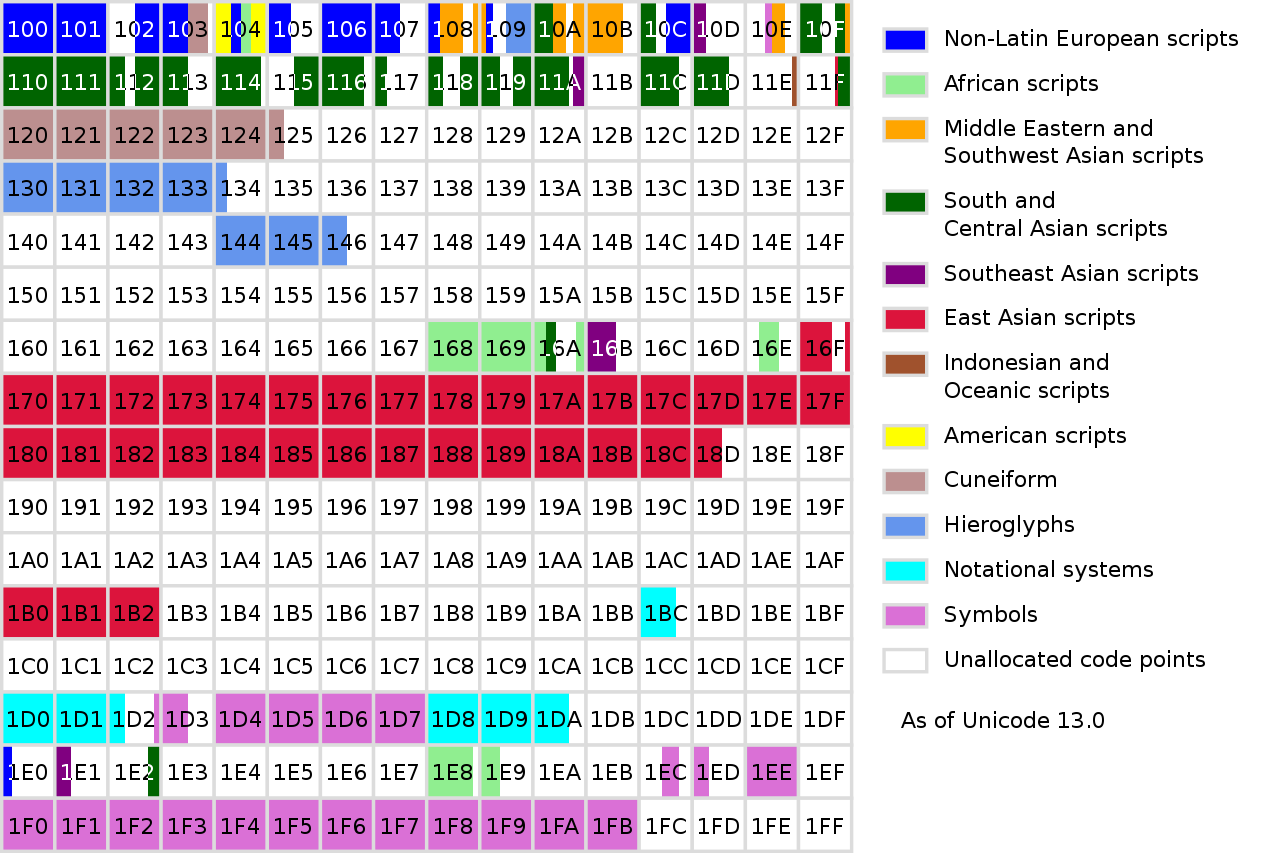 100 101 102 103 104 105 106 107 108 109 10A 10B 10C 10D 10E 10F
110 111 112 113 114 115 116 117 118 119 11A 11B 11C 11D 11E 11F
120 121 122 123 124 125 126 127 128 129 12A 12B 12C 12D 12E 12F
130 131 132 133 134 135 136 137 138 139 13A 13B 13C 13D 13E 13F
140 141 142 143 144 145 146 147 148 149 14A 14B 14C 14D 14E 14F
150 151 152 153 154 155 156 157 158 159 15A 15B 15C 15D 15E 15F
160 161 162 163 164 165 166 167 168 169 16A 16B 16C 16D 16E 16F
170 171 172 173 174 175 176 177 178 179 17A 17B 17C 17D 17E 17F
180 181 182 183 184 185 186 187 188 189 18A 18B 18C 18D 18E 18F
190 191 192 193 194 195 196 197 198 199 19A 19B 19C 19D 19E 19F
1A0 1A1 1A2 1A3 1A4 1A5 1A6 1A7 1A8 1A9 1AA 1AB 1AC 1AD 1AE 1AF
1B0 1B1 1B2 1B3 1B4 1B5 1B6 1B7 1B8 1B9 1BA 1BB 1BC 1BD 1BE 1BF
1C0 1C1 1C2 1C3 1C4 1C5 1C6 1C7 1C8 1C9 1CA 1CB 1CC 1CD 1CE 1CF
1D0 1D1 1D2 1D3 1D4 1D5 1D6 1D7 1D8 1D9 1DA 1DB 1DC 1DD 1DE 1DF
1E0 1E1 1E2 1E3 1E4 1E5 1E6 1E7 1E8 1E9 1EA 1EB 1EC 1ED 1EE 1EF
1F0 1F1 1F2 1F3 1F4 1F5 1F6 1F7 1F8 1F9 1FA 1FB 1FC 1FD 1FE 1FF
Non-Latin European scripts
African scripts
Middle Eastern and
Southwest Asian scripts
South and
Central Asian scripts
Southeast Asian scripts
East Asian scripts
Indonesian and
Oceanic scripts
American scripts
Cuneiform
Hieroglyphs
Notational systems
Symbols
Unallocated code points
As of Unicode 13.0